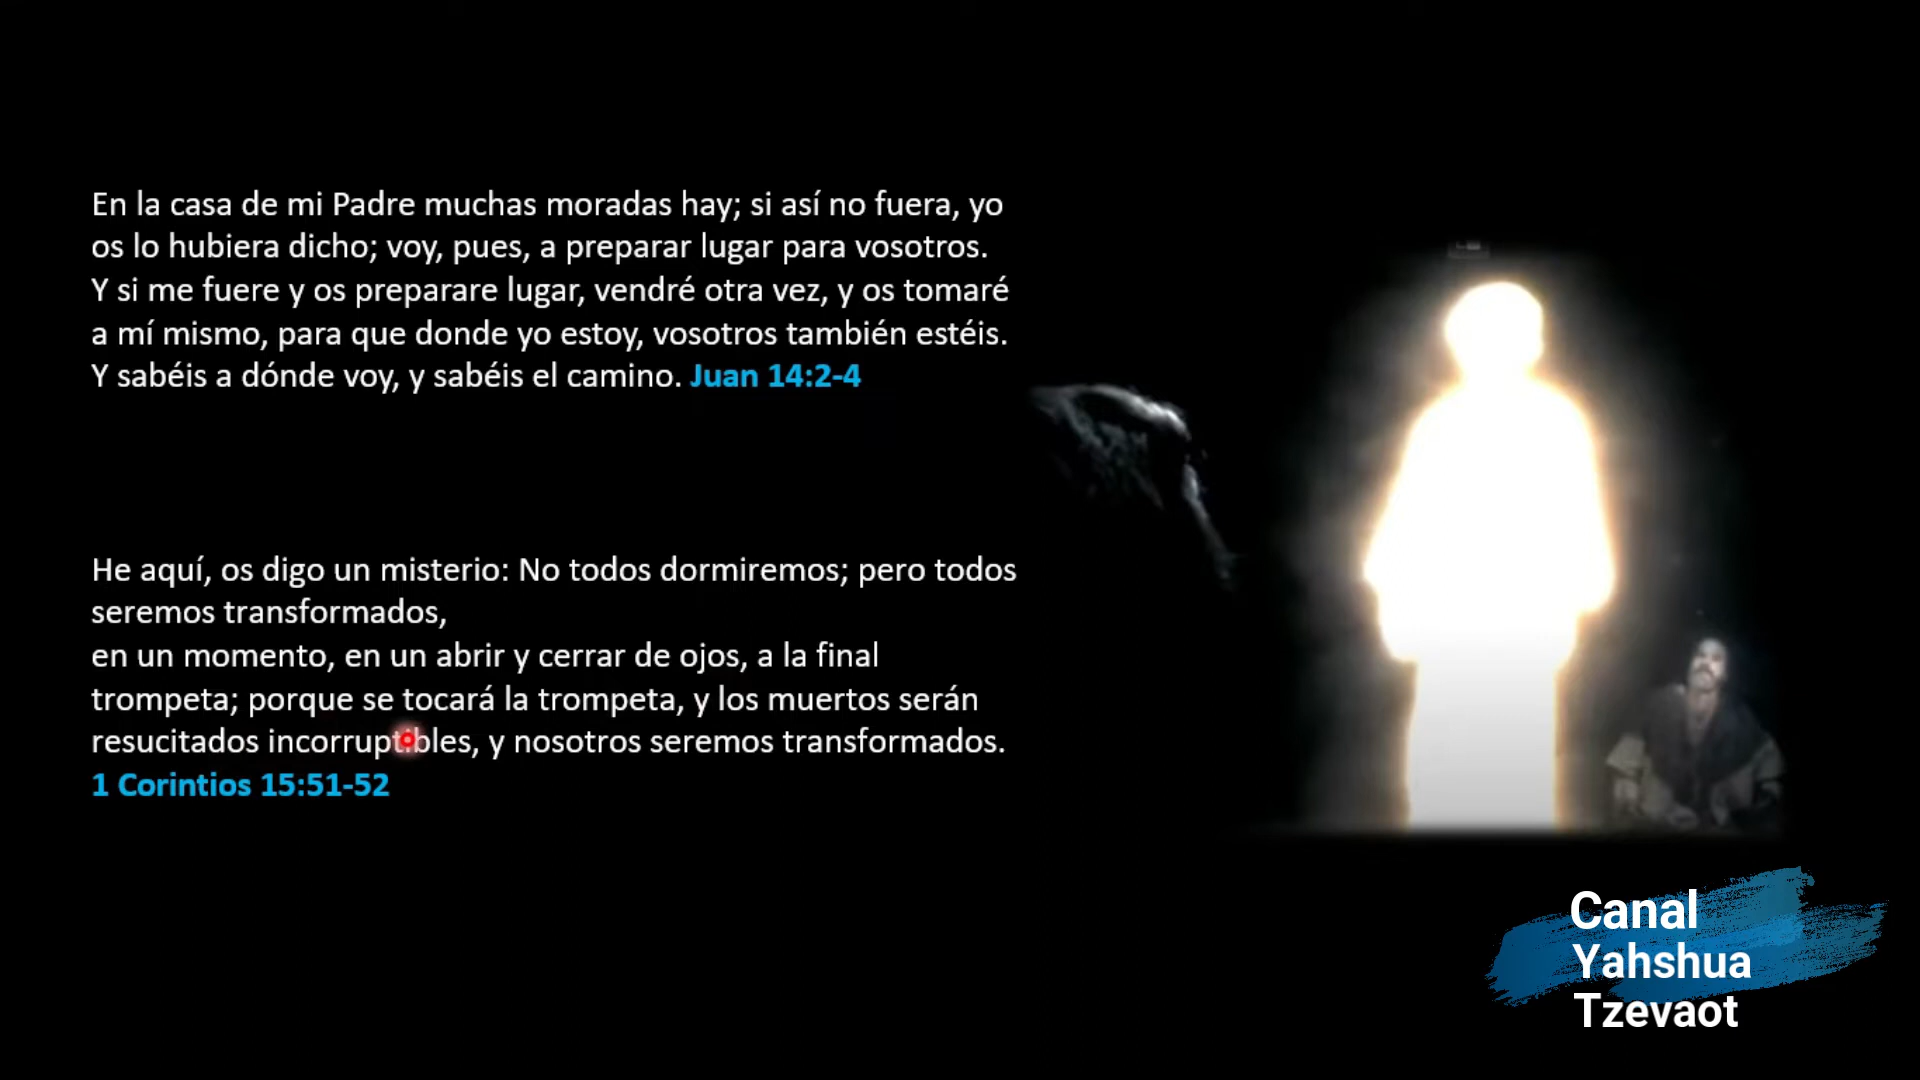 En la casa de mi Padre muchas moradas hay; si así no fuera, yo
os lo hubiera dicho; voy, pues, a preparar lugar para vosotros.
Y si me fuere y os preparare lugar, vendré otra vez, y os tomaré
a mí mismo, para que donde yo estoy, vosotros también estéis.
Y sabéis a dónde voy, y sabéis el camino. Juan 14:2-4
He aquí, os digo un misterio: No todos dormiremos; pero todos
seremos transformados,
en un momento, en un abrir y cerrar de ojos, a la final
trompeta; porque se tocará la trompeta, y los muertos serán
resucitados incorruptibles, y nosotros seremos transformados.
1 Corintios 15:51-52
Canal
Yahshua
Tzevaot